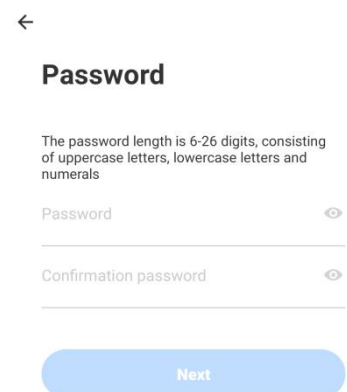 Password
The password length is 6-26 digits, consisting
of uppercase letters, lowercase letters and
numerals
Password
Confirmation password
Next